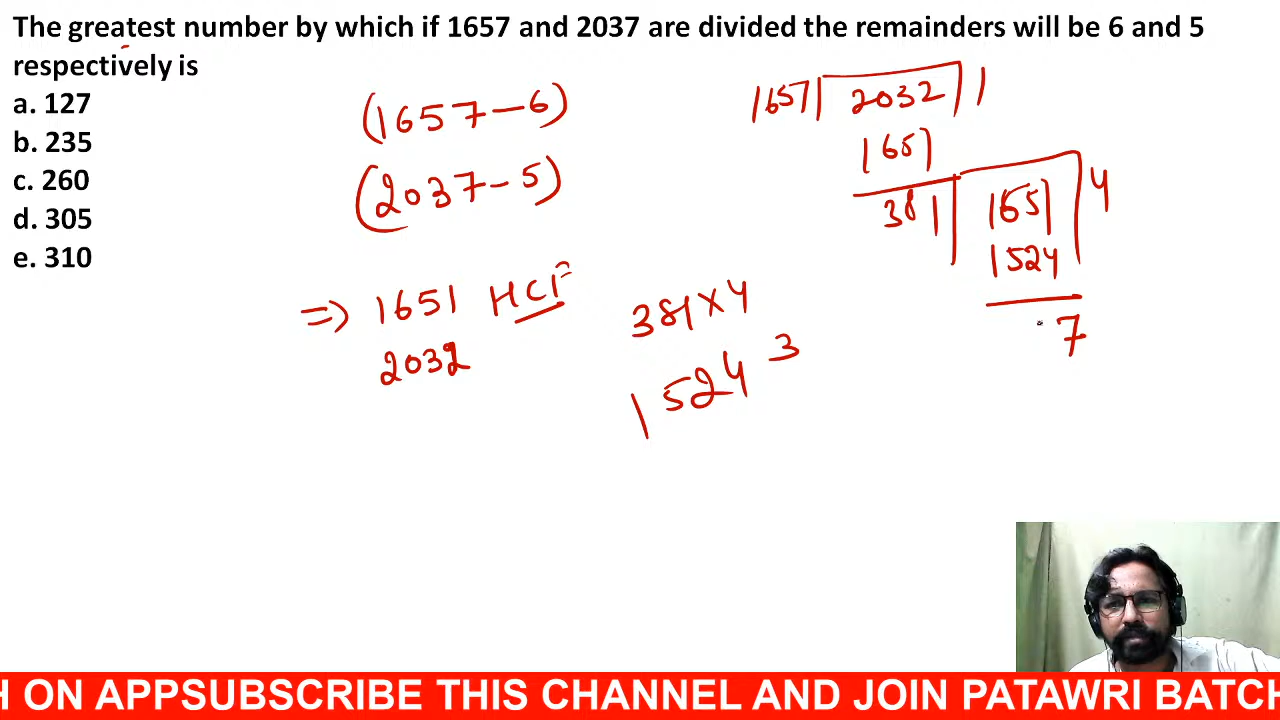 The greatest number by which if 1657 and 2037 are divided the remainders will be 6 and 5
respectively is
a. 127
b. 235
c. 260
d. 305
e. 310
(1657-6)
(2037-5)
=> 1651 HCF
2032
381x4
1524 3
1651 2032 1
1651
381 1651 4
1524
7
H ON APPSUBSCRIBE THIS CHANNEL AND JOIN PATAWRI BATCH